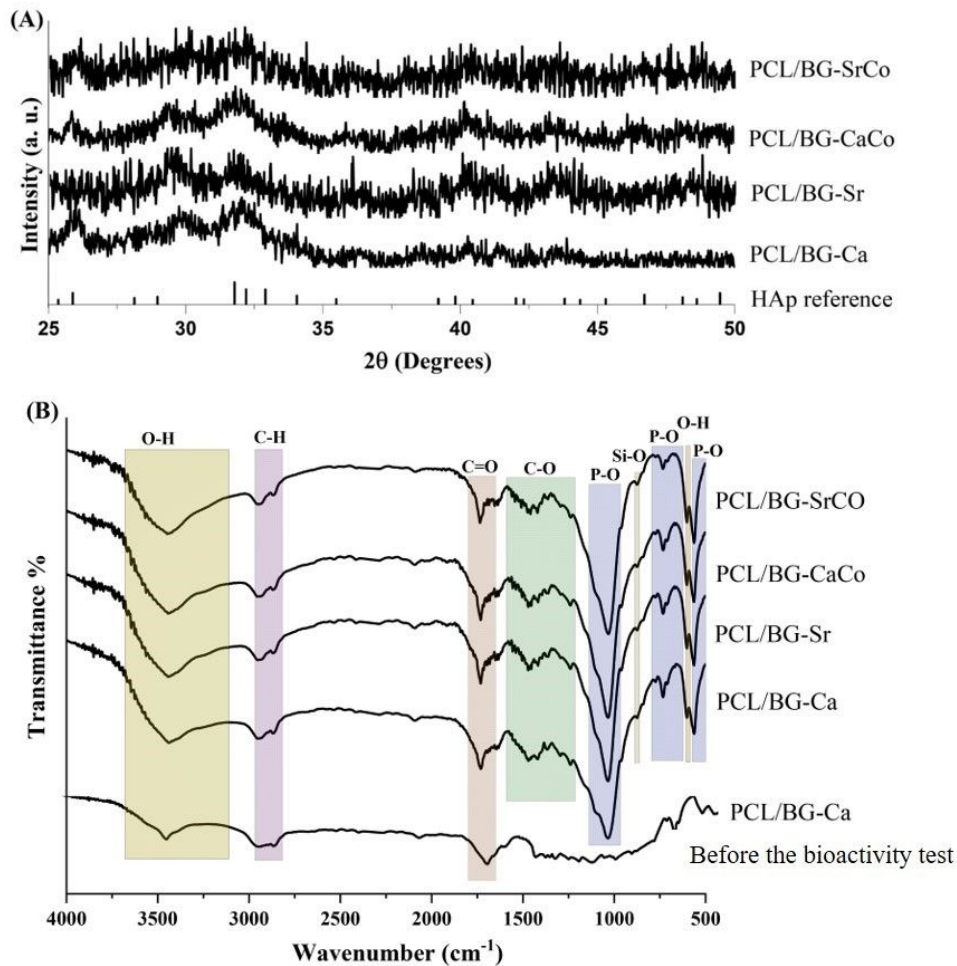 (A)
Intensity (a. u.)
PCL/BG-SrCo
PCL/BG-CaCo
PCL/BG-Sr
PCL/BG-Ca
HAp reference
25 30 35 40 45 50
2θ (Degrees)
(B)
Transmittance %
O-H
C-H
C=O
C-O
P-O
Si-O
P-O
O-H
P-O
PCL/BG-SrCO
PCL/BG-CaCo
PCL/BG-Sr
PCL/BG-Ca
PCL/BG-Ca
Before the bioactivity test
4000 3500 3000 2500 2000 1500 1000 500
Wavenumber (cm⁻¹)